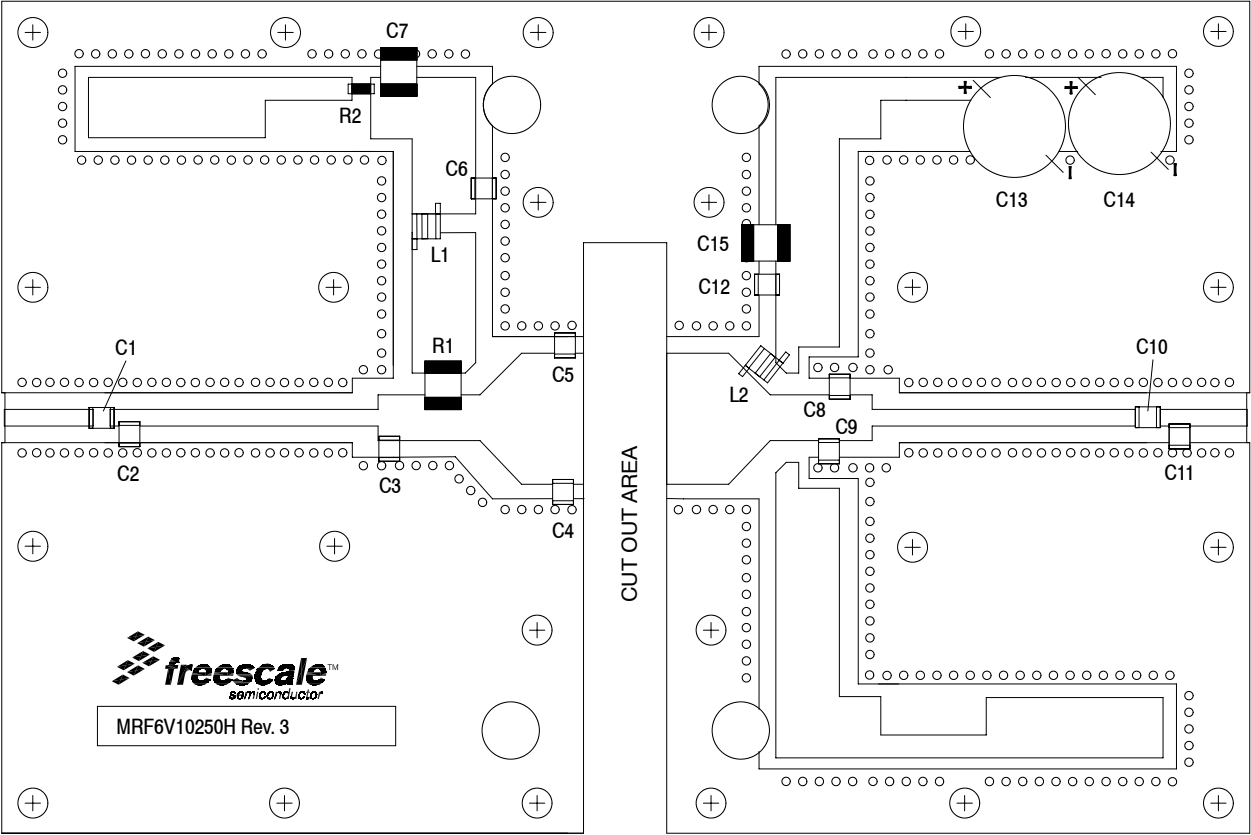 C7
+
+
R2
C6
C13
C14
L1
C15
C12
C1
R1
C5
L2
C8
C10
C9
C2
C3
C4
C11
CUT OUT AREA
freescale™
semiconductor
MRF6V10250H Rev. 3